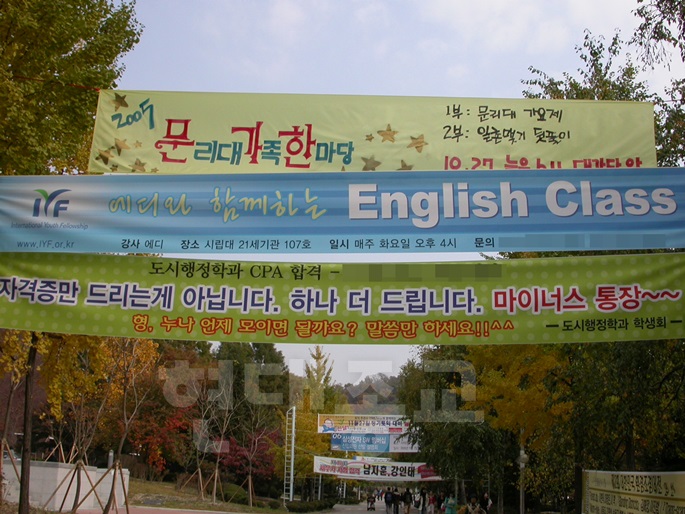 2005 문리대가족한마당
1부: 문리대 가요제
2부: 일촌맺기 뒷풀이
10.27
IYF
International Youth Fellowship
www.IYF.or.kr
에디와 함께하는 English Class
강사 에디 장소 시립대 21세기관 107호 일시 매주 화요일 오후 4시 문의
도시행정학과 CPA 합격 -
자격증만 드리는게 아닙니다. 하나 더 드립니다. 마이너스 통장~~
형, 누나 언제 모이면 될까요? 말씀만 하세요!!^^
- 도시행정학과 학생회 -
현대조교
남지훈, 강인태